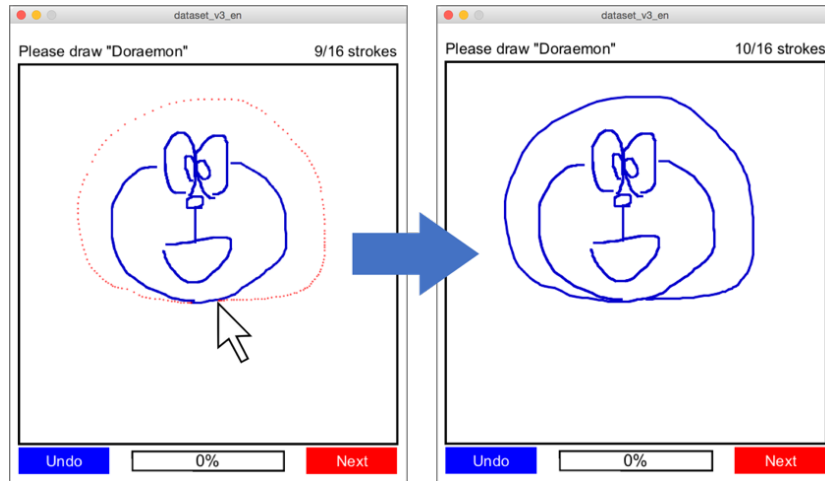 dataset_v3_en
Please draw "Doraemon" 9/16 strokes
Undo 0% Next
dataset_v3_en
Please draw "Doraemon" 10/16 strokes
Undo 0% Next